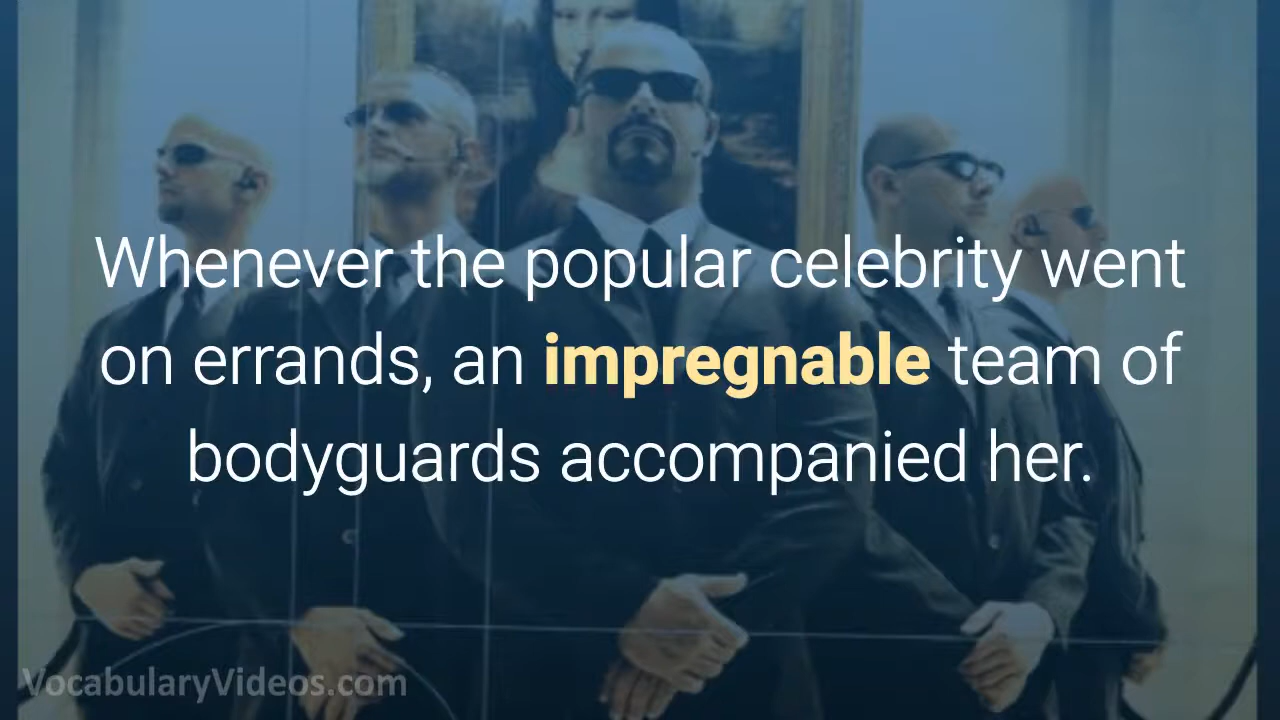 Whenever the popular celebrity went
on errands, an impregnable team of
bodyguards accompanied her.
VocabularyVideos.com